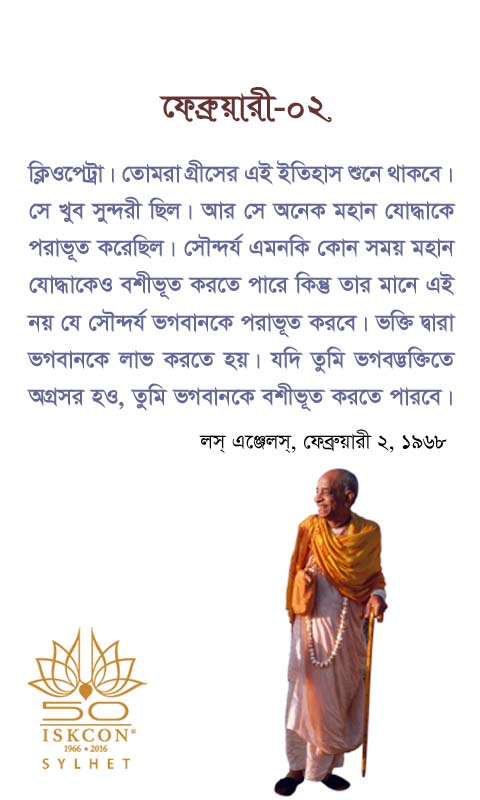 ফেব্রুয়ারী-০২
ক্লিওপেট্রা। তোমরা গ্রীসের এই ইতিহাস শুনে থাকবে।
সে খুব সুন্দরী ছিল। আর সে অনেক মহান যোদ্ধাকে
পরাভূত করেছিল। সৌন্দর্য এমনকি কোন সময় মহান
যোদ্ধাকেও বশীভূত করতে পারে কিন্তু তার মানে এই
নয় যে সৌন্দর্য ভগবানকে পরাভূত করবে। ভক্তি দ্বারা
ভগবানকে লাভ করতে হয়। যদি তুমি ভগবদ্ভক্তিতে
অগ্রসর হও, তুমি ভগবানকে বশীভূত করতে পারবে।
লস্ এঞ্জেলস্, ফেব্রুয়ারী ২, ১৯৬৮
50
ISKCON®
1966 • 2016
SYLHET